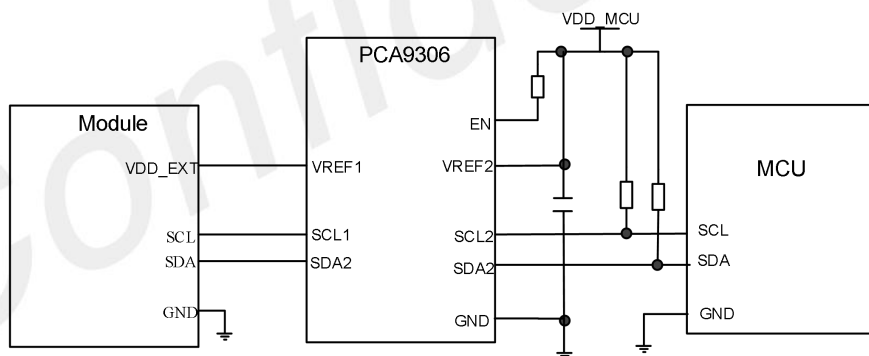 VDD_MCU
PCA9306
Module
EN
MCU
VDD_EXT
VREF1
VREF2
SCL
SCL1
SCL2
SCL
SDA
SDA2
SDA2
SDA
GND
GND
GND
Confidential